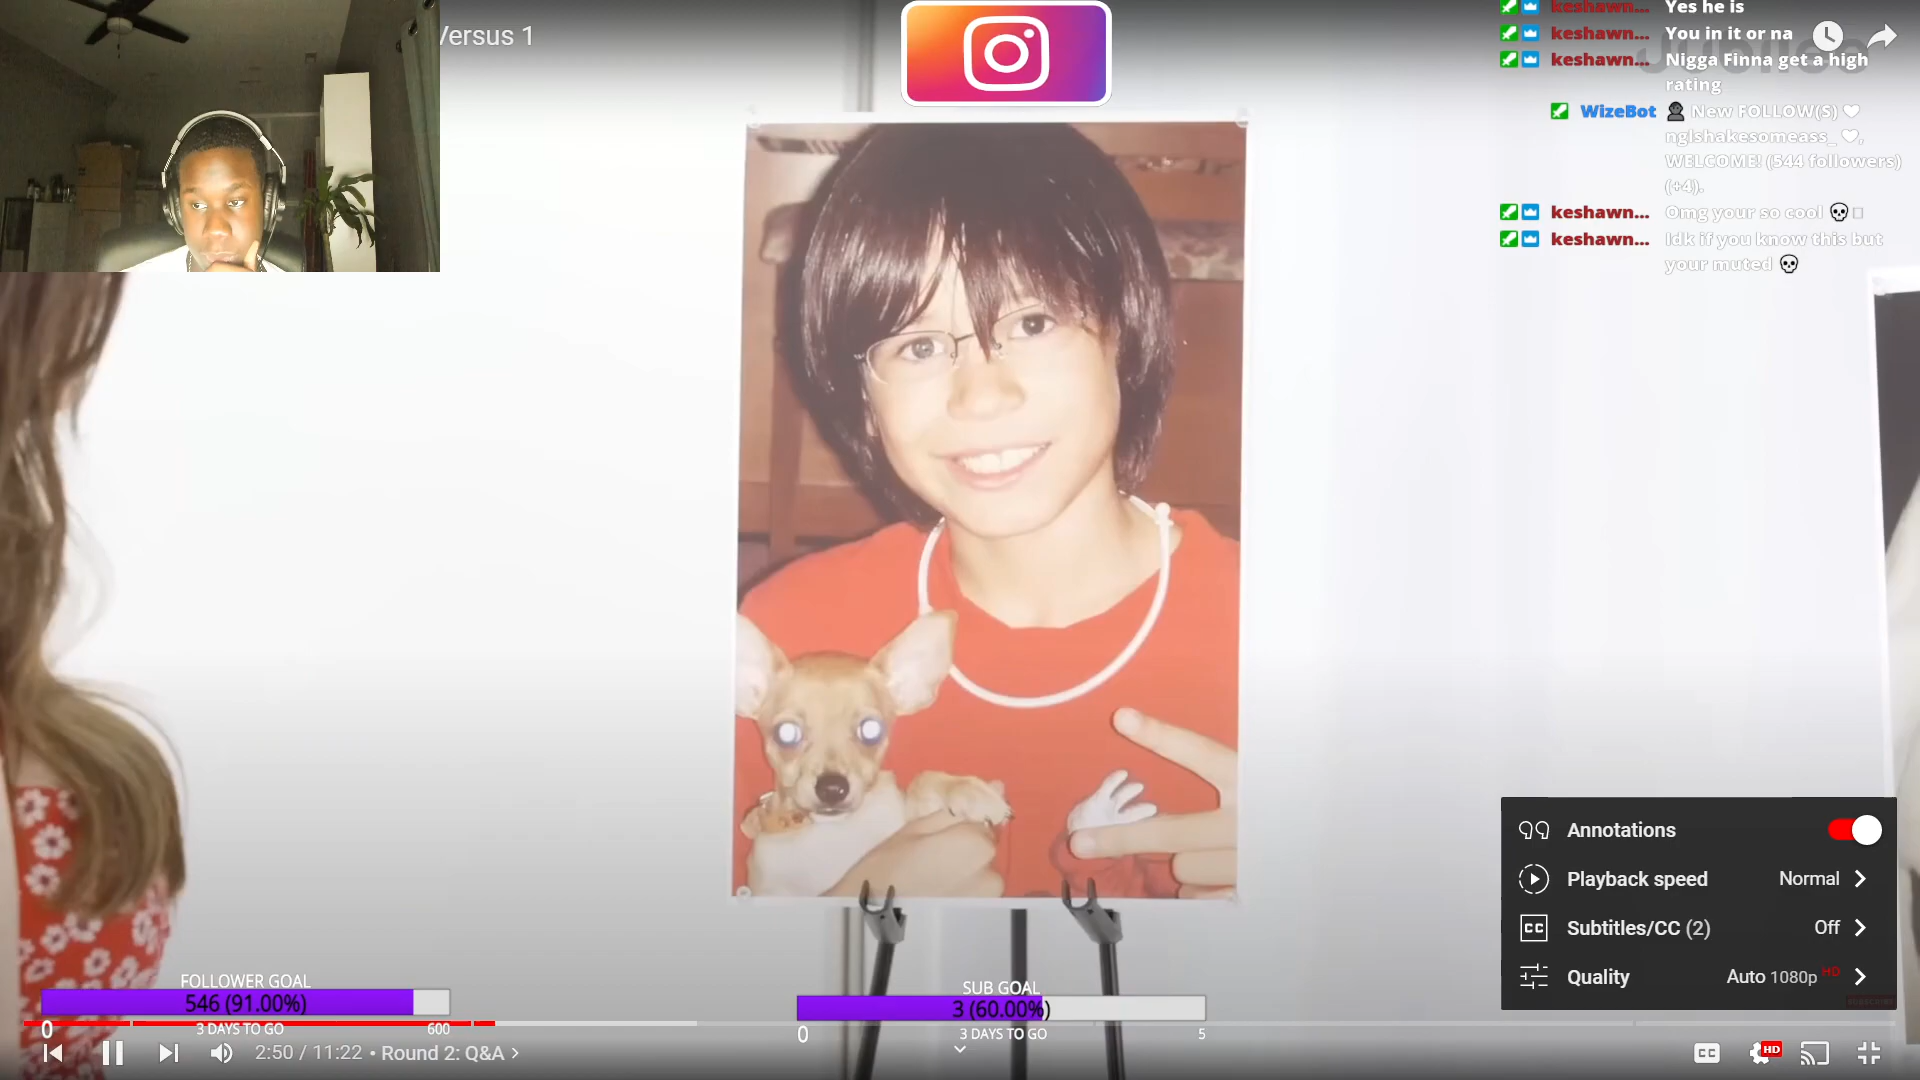 Versus 1
keshawn... Yes he is
keshawn... You in it or na
keshawn... Nigga Finna get a high
rating
WizeBot New FOLLOW(S)
nglshakesomeass_ ,
WELCOME! (544 followers)
(+4).
keshawn... Omg your so cool
keshawn... Idk if you know this but
your muted
Annotations
Playback speed Normal
Subtitles/CC (2) Off
Quality Auto 1080p HD
FOLLOWER GOAL
546 (91.00%)
0 3 DAYS TO GO 600
SUB GOAL
3 (60.00%)
0 3 DAYS TO GO 5
2:50 / 11:22 • Round 2: Q&A
CC HD